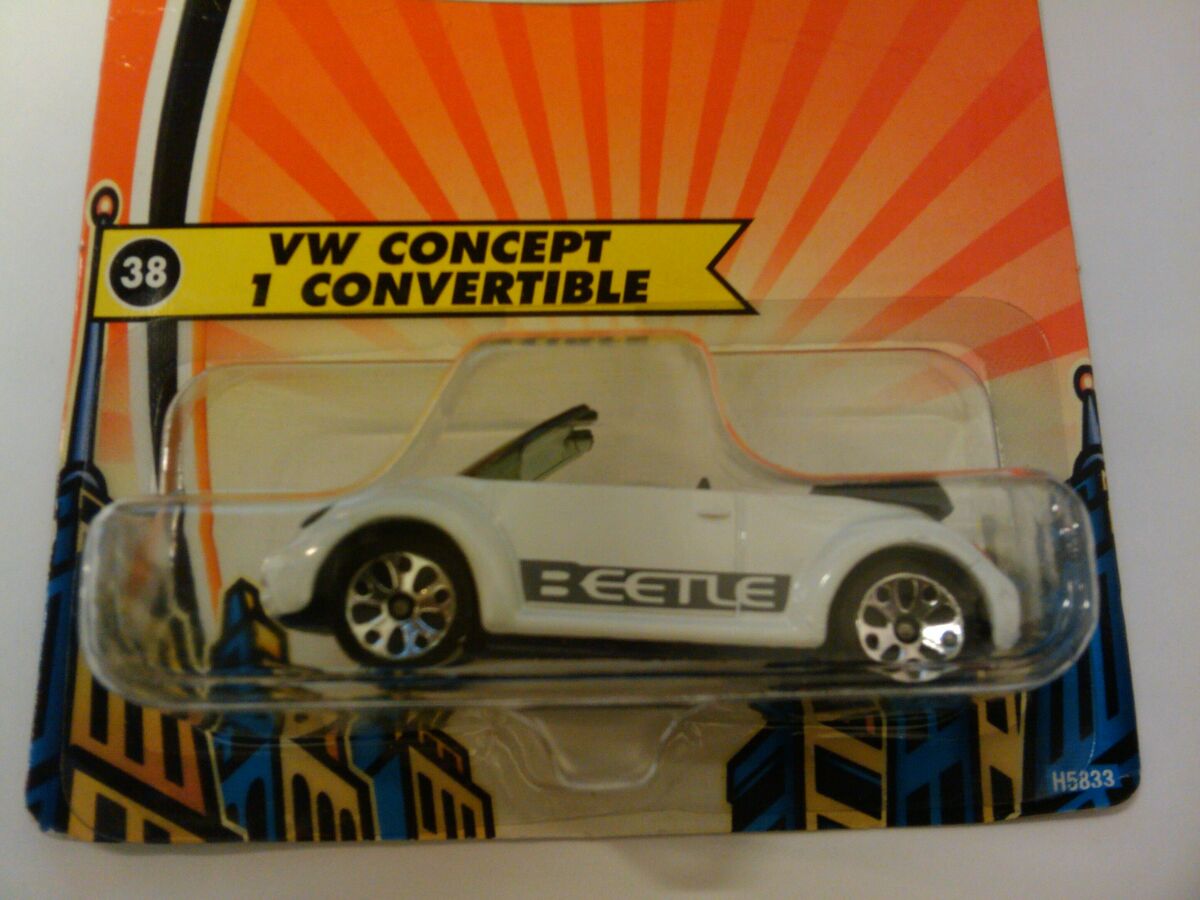 38
VW CONCEPT
1 CONVERTIBLE
BEETLE
H5833